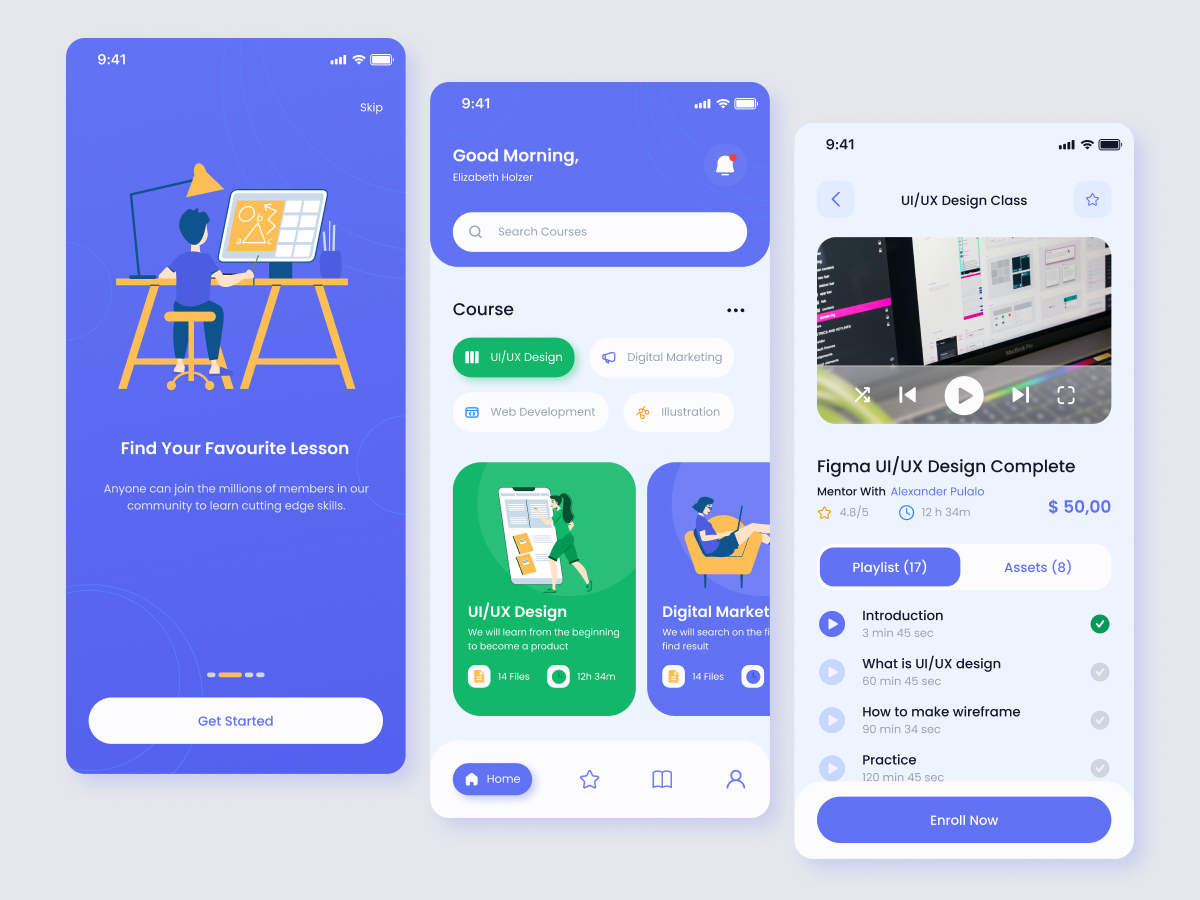 9:41
Skip
a b c
Find Your Favourite Lesson
Anyone can join the millions of members in our
community to learn cutting edge skills.
Get Started
9:41
Good Morning,
Elizabeth Holzer
Search Courses
Course
UI/UX Design
Digital Marketing
Web Development
Illustration
UI/UX Design
We will learn from the beginning
to become a product
14 Files
12h 34m
Digital Market
We will search on the fi
find result
14 Files
Home
9:41
UI/UX Design Class
MacBook Pro
Figma UI/UX Design Complete
Mentor With Alexander Pulalo
4.8/5
12 h 34m
$ 50,00
Playlist (17)
Assets (8)
Introduction
3 min 45 sec
What is UI/UX design
60 min 45 sec
How to make wireframe
90 min 34 sec
Practice
120 min 45 sec
Enroll Now